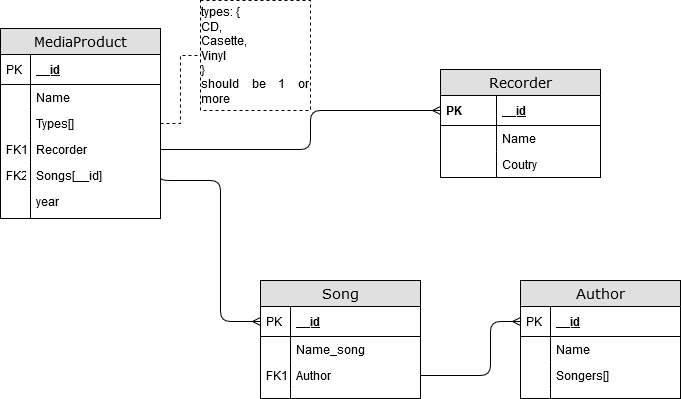 types: {
CD,
Casette,
Vinyl
}
should be 1 or
more
MediaProduct
PK __id
Name
Types[]
FK1 Recorder
FK2 Songs[__id]
year
Recorder
PK __id
Name
Coutry
Song
PK __id
Name_song
FK1 Author
Author
PK __id
Name
Songers[]